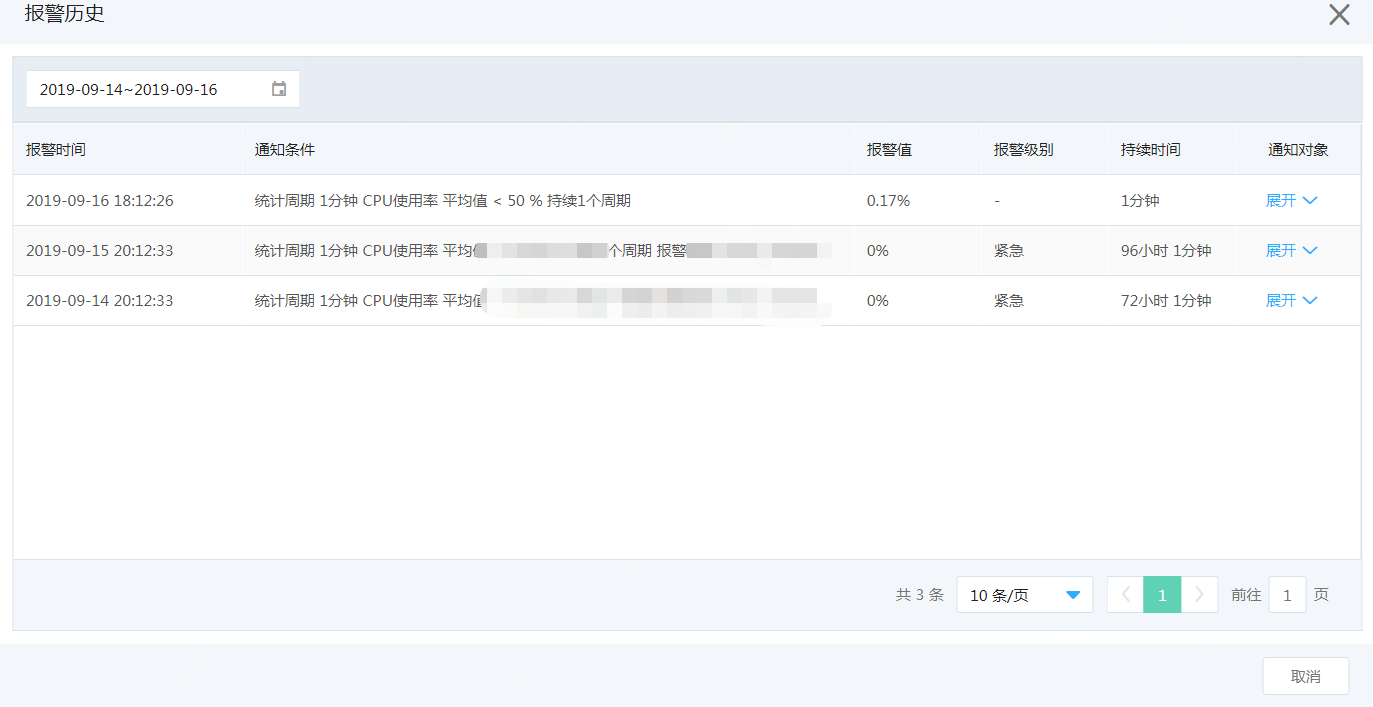 报警历史
2019-09-14~2019-09-16
报警时间 通知条件 报警值 报警级别 持续时间 通知对象
2019-09-16 18:12:26 统计周期 1分钟 CPU使用率 平均值 < 50 % 持续1个周期 0.17% - 1分钟 展开
2019-09-15 20:12:33 统计周期 1分钟 CPU使用率 平均 个周期 报警 0% 紧急 96小时 1分钟 展开
2019-09-14 20:12:33 统计周期 1分钟 CPU使用率 平均值 0% 紧急 72小时 1分钟 展开
共 3 条 10 条/页 1 前往 1 页
取消